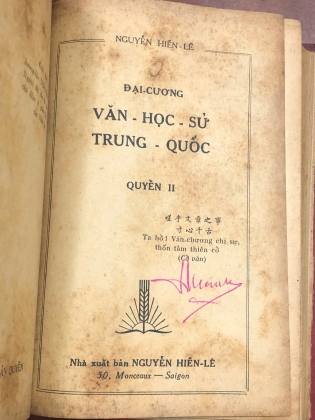 NGUYỄN HIẾN-LÊ
ĐẠI-CƯƠNG
VĂN - HỌC - SỬ
TRUNG - QUỐC
QUYỂN II
嗟乎文章之事
寸心千古
Ta hồ! Văn-chương chi sự,
thốn tâm thiên cổ
(Cổ văn)
Nhà xuất bản NGUYỄN HIẾN-LÊ
50, Monceaux — Saigon
QUYỀN